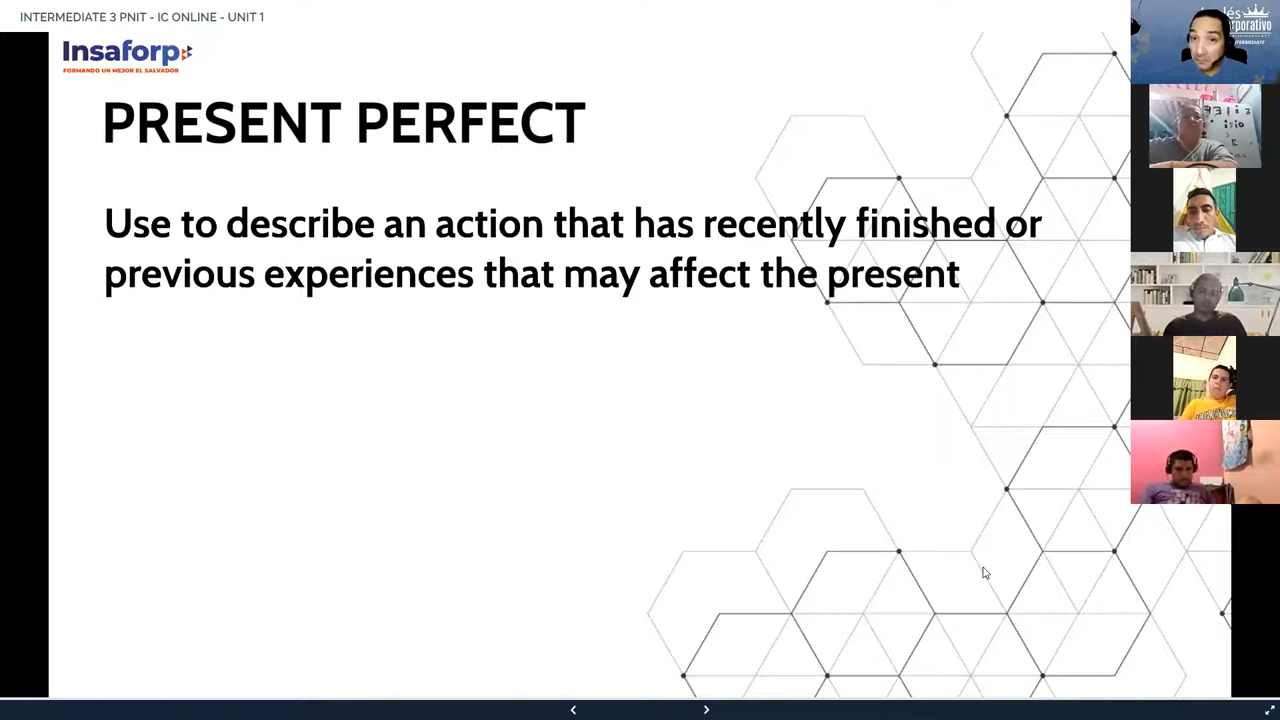 INTERMEDIATE 3 PNIT - IC ONLINE - UNIT 1
Insaforp
FORMANDO UN MEJOR EL SALVADOR
PRESENT PERFECT
Use to describe an action that has recently finished or
previous experiences that may affect the present